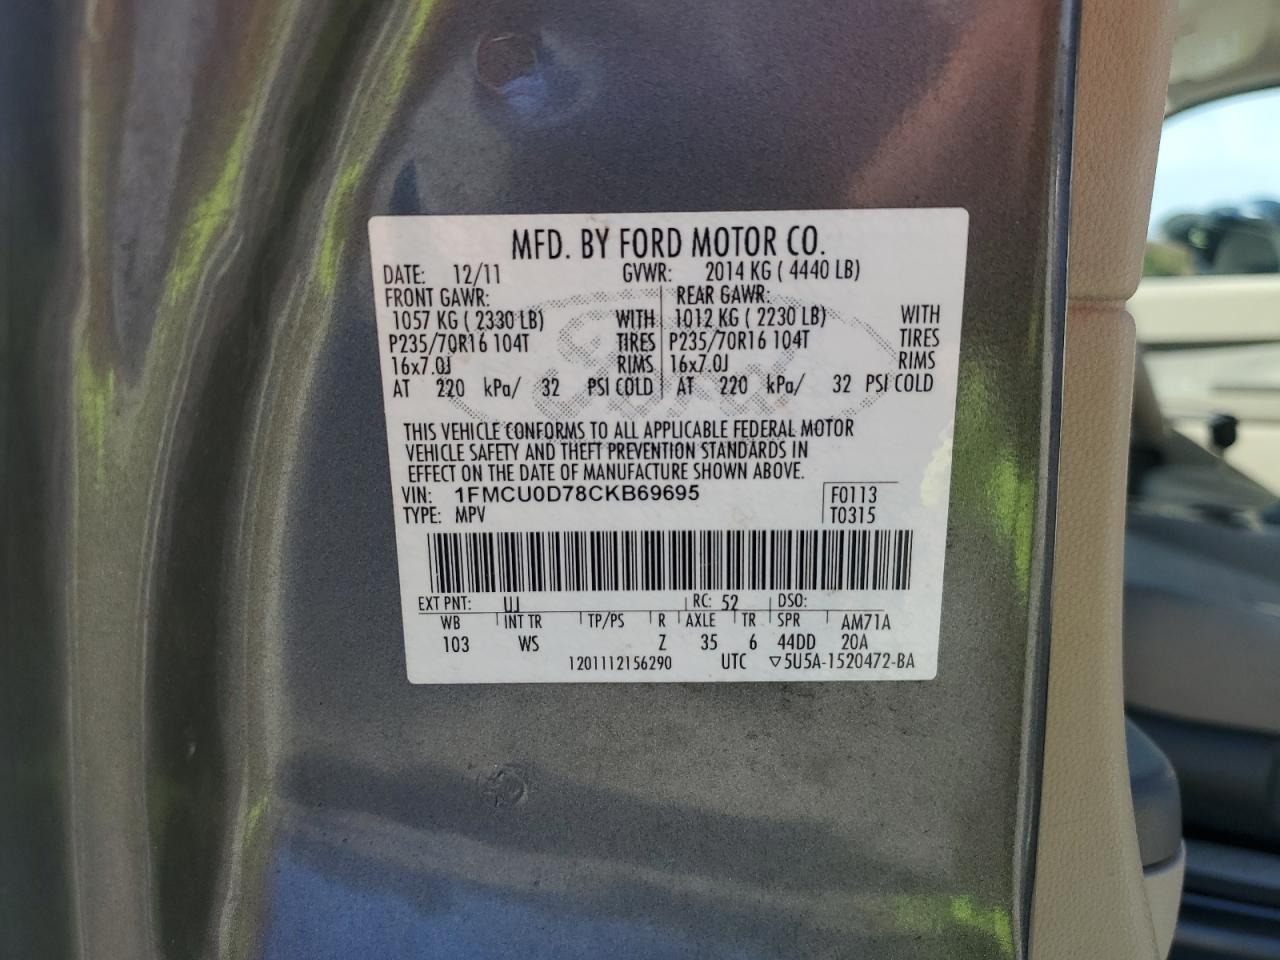 MFD. BY FORD MOTOR CO.
DATE: 12/11 GVWR: 2014 KG ( 4440 LB)
FRONT GAWR: REAR GAWR:
1057 KG ( 2330 LB) WITH 1012 KG ( 2230 LB) WITH
P235/70R16 104T TIRES P235/70R16 104T TIRES
16x7.0J RIMS 16x7.0J RIMS
AT 220 kPa/ 32 PSI COLD AT 220 kPa/ 32 PSI COLD
THIS VEHICLE CONFORMS TO ALL APPLICABLE FEDERAL MOTOR
VEHICLE SAFETY AND THEFT PREVENTION STANDARDS IN
EFFECT ON THE DATE OF MANUFACTURE SHOWN ABOVE.
VIN: 1FMCU0D78CKB69695 F0113
TYPE: MPV T0315
EXT PNT: UJ RC: 52 DSO:
WB INT TR TP/PS R AXLE TR SPR AM71A
103 WS Z 35 6 44DD 20A
1201112156290 UTC ▽5U5A-1520472-BA